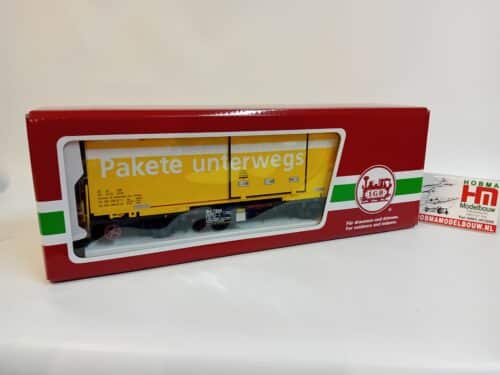 Pakete unterwegs
LGB
Für draussen und drinnen.
For outdoors and indoors.
HOBMA
HM
Modelbouw
HOBMAMODELBOUW.NL